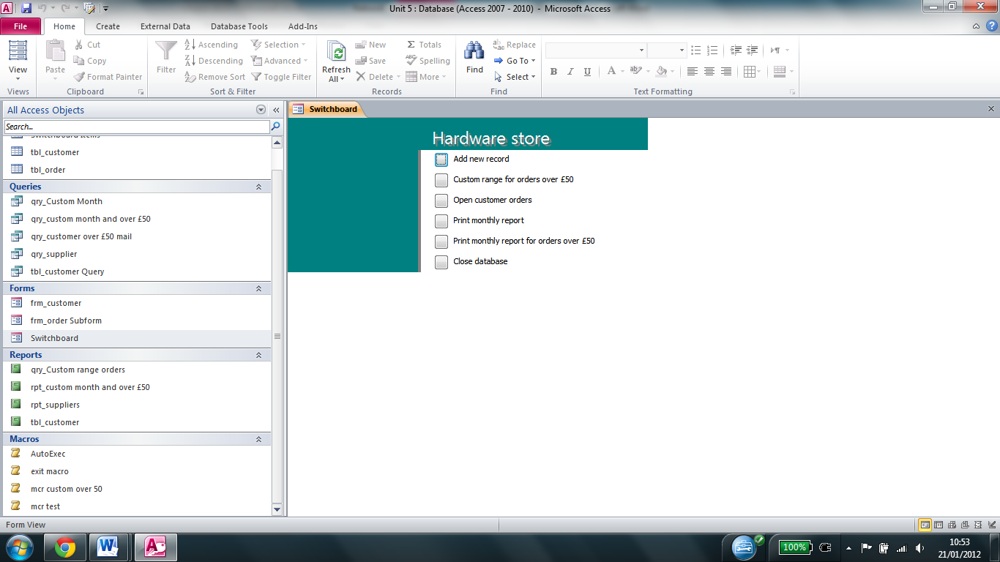 Unit 5 : Database (Access 2007 - 2010) - Microsoft Access
File Home Create External Data Database Tools Add-Ins
View
Views
Paste
Cut
Copy
Format Painter
Clipboard
Filter
Ascending
Descending
Remove Sort
Selection
Advanced
Toggle Filter
Sort & Filter
Refresh
All
New
Save
Delete
Totals
Spelling
More
Records
Find
Replace
Go To
Select
Find
B I U
A
Text Formatting
All Access Objects
Search...
Switchboard Items
tbl_customer
tbl_order
Queries
qry_Custom Month
qry_custom month and over £50
qry_customer over £50 mail
qry_supplier
tbl_customer Query
Forms
frm_customer
frm_order Subform
Switchboard
Reports
qry_Custom range orders
rpt_custom month and over £50
rpt_suppliers
tbl_customer
Macros
AutoExec
exit macro
mcr custom over 50
mcr test
Switchboard
Hardware store
Add new record
Custom range for orders over £50
Open customer orders
Print monthly report
Print monthly report for orders over £50
Close database
Form View
100%
10:53
21/01/2012